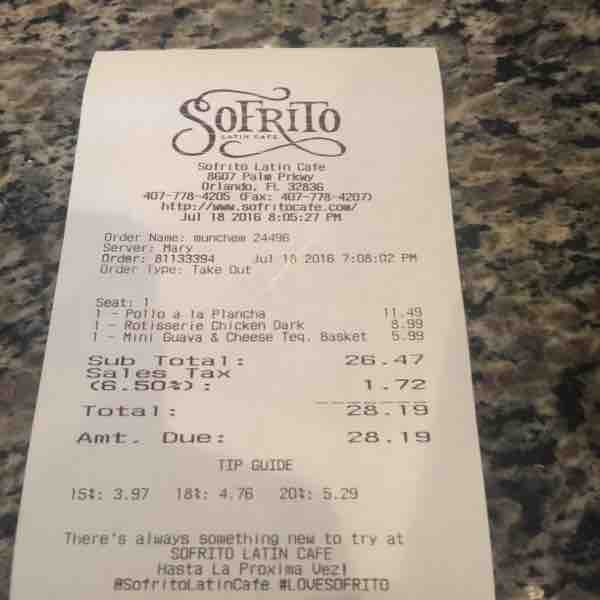 SOFRITO
LATIN CAFE
Sofrito Latin Cafe
8607 Palm Prkwy
Orlando, FL 32836
407-778-4205 (Fax: 407-778-4207)
http://www.sofritocafe.com/
Jul 18 2016 8:05:27 PM
Order Name: munchem 24496
Server: Mary
Order: 81133394 Jul 18 2016 7:08:02 PM
Order Type: Take Out
Seat: 1
1 - Pollo a la Plancha 11.49
1 - Rotisserie Chicken Dark 8.99
1 - Mini Guava & Cheese Teq. Basket 5.99
Sub Total: 26.47
Sales Tax
(6.50%): 1.72
Total: 28.19
Amt. Due: 28.19
TIP GUIDE
15%: 3.97 18%: 4.76 20%: 5.29
There's always something new to try at
SOFRITO LATIN CAFE
Hasta La Proxima Vez!
@SofritoLatinCafe #LOVESOFRITO